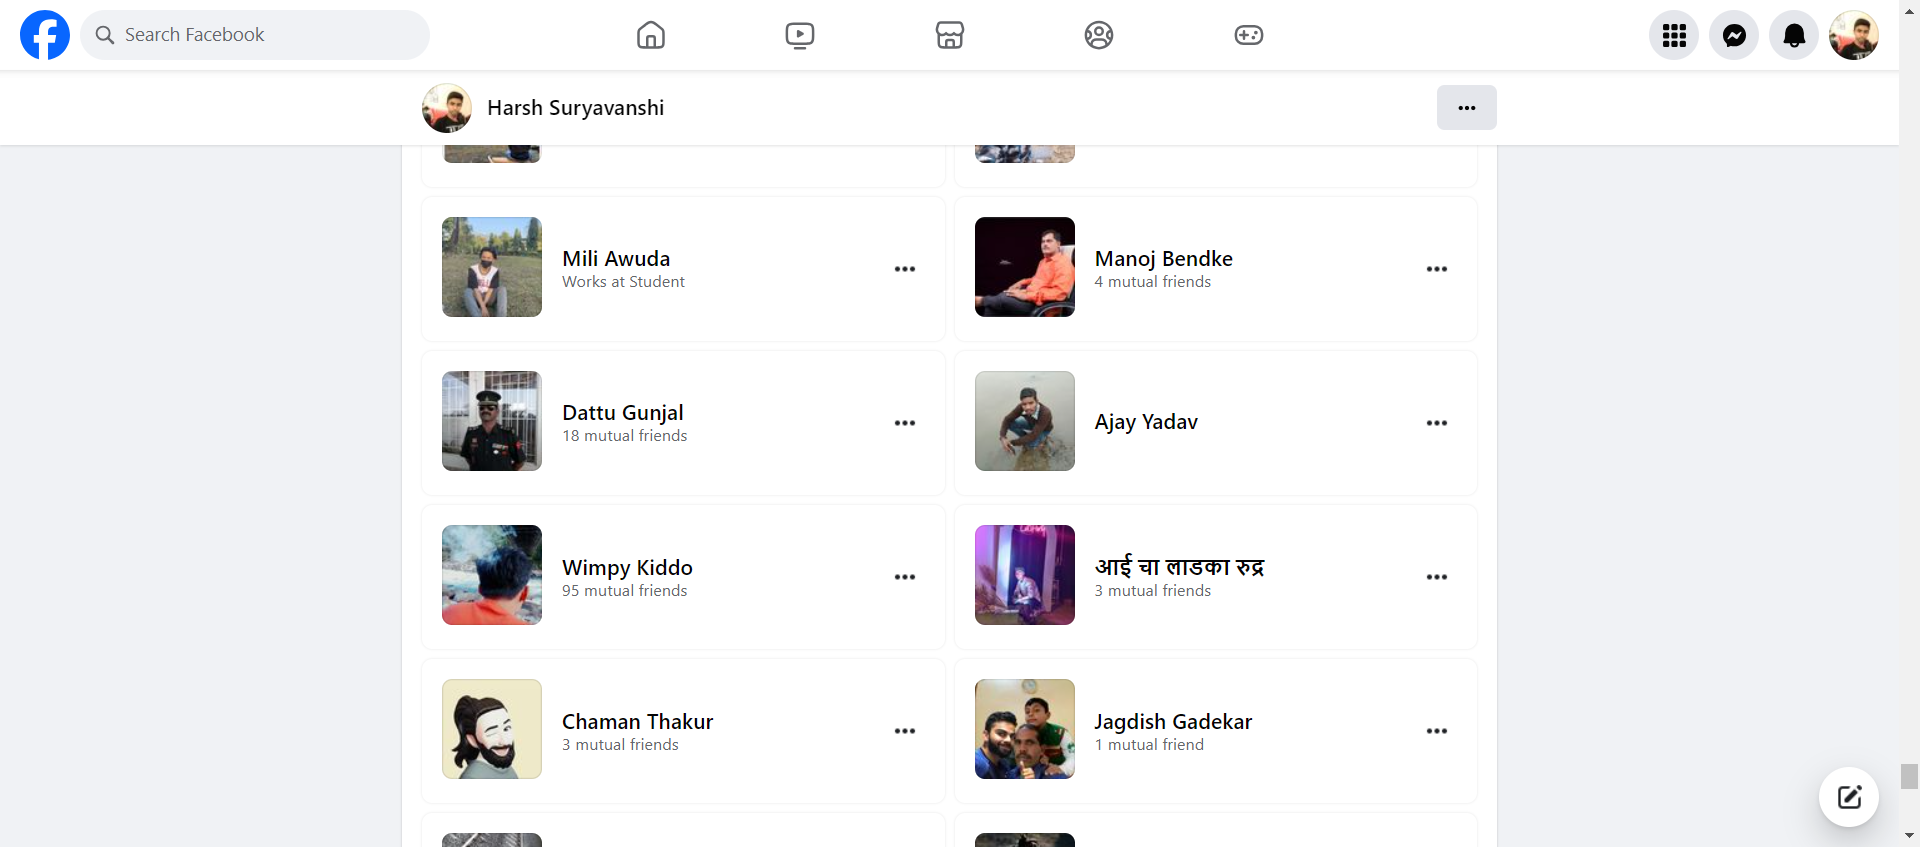 Search Facebook
Harsh Suryavanshi
Mili Awuda
Works at Student
Manoj Bendke
4 mutual friends
Dattu Gunjal
18 mutual friends
Ajay Yadav
Wimpy Kiddo
95 mutual friends
आई चा लाडका रुद्र
3 mutual friends
Chaman Thakur
3 mutual friends
Jagdish Gadekar
1 mutual friend